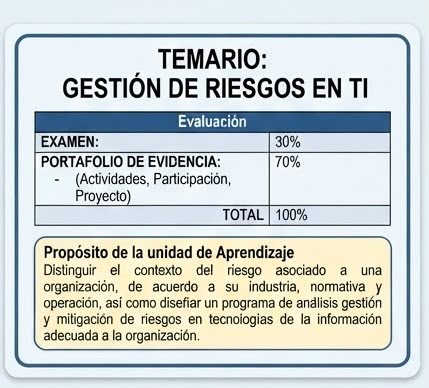 TEMARIO:
GESTIÓN DE RIESGOS EN TI
Evaluación
EXAMEN: 30%
PORTAFOLIO DE EVIDENCIA: 70%
- (Actividades, Participación,
Proyecto)
TOTAL 100%
Propósito de la unidad de Aprendizaje
Distinguir el contexto del riesgo asociado a una
organización, de acuerdo a su industria, normativa y
operación, así como diseñar un programa de análisis gestión
y mitigación de riesgos en tecnologías de la información
adecuada a la organización.